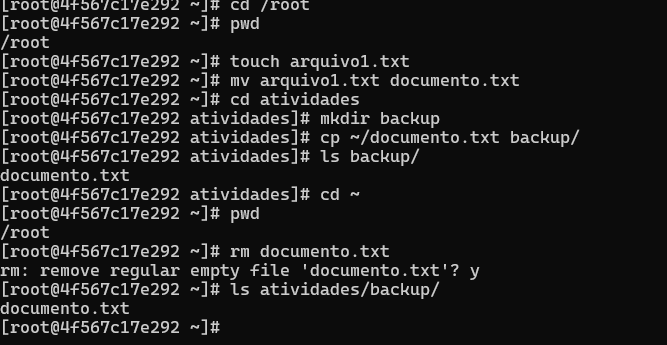 [root@4f567c17e292 ~]# cd /root
[root@4f567c17e292 ~]# pwd
/root
[root@4f567c17e292 ~]# touch arquivo1.txt
[root@4f567c17e292 ~]# mv arquivo1.txt documento.txt
[root@4f567c17e292 ~]# cd atividades
[root@4f567c17e292 atividades]# mkdir backup
[root@4f567c17e292 atividades]# cp ~/documento.txt backup/
[root@4f567c17e292 atividades]# ls backup/
documento.txt
[root@4f567c17e292 atividades]# cd ~
[root@4f567c17e292 ~]# pwd
/root
[root@4f567c17e292 ~]# rm documento.txt
rm: remove regular empty file 'documento.txt'? y
[root@4f567c17e292 ~]# ls atividades/backup/
documento.txt
[root@4f567c17e292 ~]#